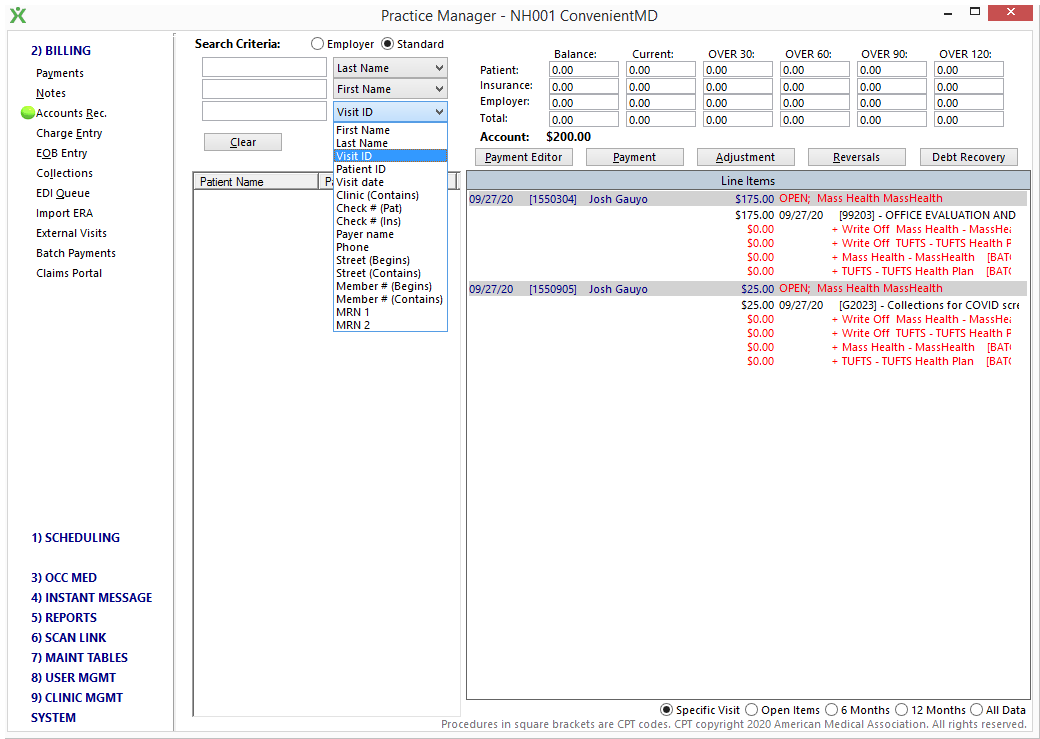 Practice Manager - NH001 ConvenientMD
2) BILLING
Payments
Notes
Accounts Rec.
Charge Entry
EOB Entry
Collections
EDI Queue
Import ERA
External Visits
Batch Payments
Claims Portal
1) SCHEDULING
3) OCC MED
4) INSTANT MESSAGE
5) REPORTS
6) SCAN LINK
7) MAINT TABLES
8) USER MGMT
9) CLINIC MGMT
SYSTEM
Search Criteria: Employer Standard
Last Name
First Name
Visit ID
Clear
First Name
Last Name
Visit ID
Patient ID
Visit date
Clinic (Contains)
Check # (Pat)
Check # (Ins)
Payer name
Phone
Street (Begins)
Street (Contains)
Member # (Begins)
Member # (Contains)
MRN 1
MRN 2
Patient Name
Balance: Current: OVER 30: OVER 60: OVER 90: OVER 120:
Patient: 0.00 0.00 0.00 0.00 0.00 0.00
Insurance: 0.00 0.00 0.00 0.00 0.00 0.00
Employer: 0.00 0.00 0.00 0.00 0.00 0.00
Total: 0.00 0.00 0.00 0.00 0.00 0.00
Account: $200.00
Payment Editor Payment Adjustment Reversals Debt Recovery
Line Items
09/27/20 [1550304] Josh Gauyo $175.00 OPEN; Mass Health MassHealth
$175.00 09/27/20 [99203] - OFFICE EVALUATION AND
$0.00 + Write Off Mass Health - MassHea
$0.00 + Write Off TUFTS - TUFTS Health P
$0.00 + Mass Health - MassHealth [BATC
$0.00 + TUFTS - TUFTS Health Plan [BATC
09/27/20 [1550905] Josh Gauyo $25.00 OPEN; Mass Health MassHealth
$25.00 09/27/20 [G2023] - Collections for COVID scre
$0.00 + Write Off Mass Health - MassHea
$0.00 + Write Off TUFTS - TUFTS Health P
$0.00 + Mass Health - MassHealth [BATC
$0.00 + TUFTS - TUFTS Health Plan [BATC
Specific Visit Open Items 6 Months 12 Months All Data
Procedures in square brackets are CPT codes. CPT copyright 2020 American Medical Association. All rights reserved.